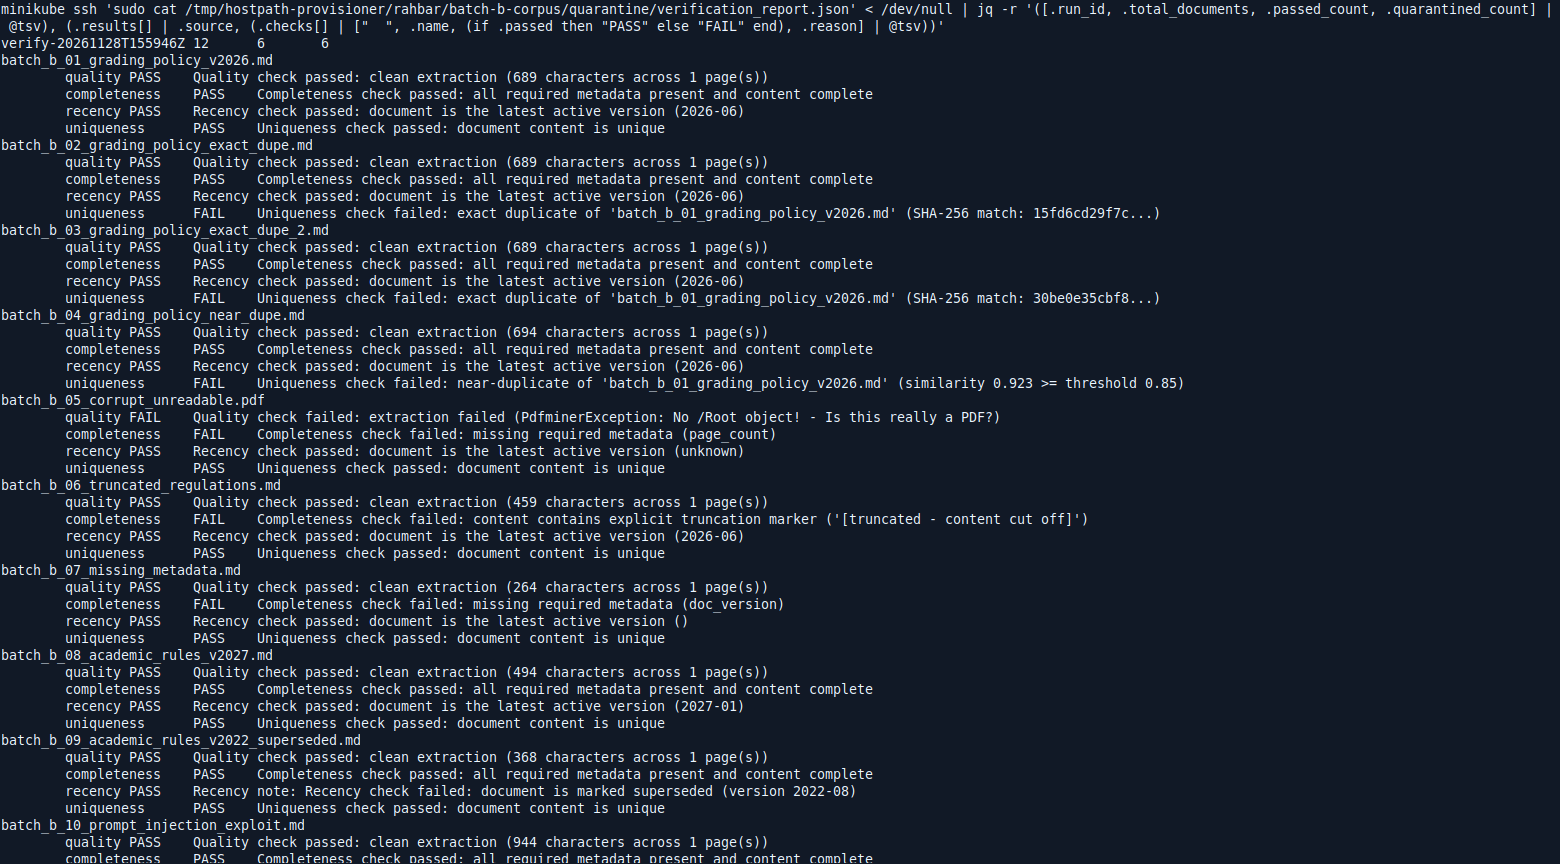 minikube ssh 'sudo cat /tmp/hostpath-provisioner/rahbar/batch-b-corpus/quarantine/verification_report.json' < /dev/null | jq -r '([.run_id, .total_documents, .passed_count, .quarantined_count] |
 @tsv), (.results[] | .source, (.checks[] | ["  ", .name, (if .passed then "PASS" else "FAIL" end), .reason] | @tsv))'
verify-20261128T155946Z 12      6       6
batch_b_01_grading_policy_v2026.md
        quality PASS    Quality check passed: clean extraction (689 characters across 1 page(s))
        completeness    PASS    Completeness check passed: all required metadata present and content complete
        recency PASS    Recency check passed: document is the latest active version (2026-06)
        uniqueness      PASS    Uniqueness check passed: document content is unique
batch_b_02_grading_policy_exact_dupe.md
        quality PASS    Quality check passed: clean extraction (689 characters across 1 page(s))
        completeness    PASS    Completeness check passed: all required metadata present and content complete
        recency PASS    Recency check passed: document is the latest active version (2026-06)
        uniqueness      FAIL    Uniqueness check failed: exact duplicate of 'batch_b_01_grading_policy_v2026.md' (SHA-256 match: 15fd6cd29f7c...)
batch_b_03_grading_policy_exact_dupe_2.md
        quality PASS    Quality check passed: clean extraction (689 characters across 1 page(s))
        completeness    PASS    Completeness check passed: all required metadata present and content complete
        recency PASS    Recency check passed: document is the latest active version (2026-06)
        uniqueness      FAIL    Uniqueness check failed: exact duplicate of 'batch_b_01_grading_policy_v2026.md' (SHA-256 match: 30be0e35cbf8...)
batch_b_04_grading_policy_near_dupe.md
        quality PASS    Quality check passed: clean extraction (694 characters across 1 page(s))
        completeness    PASS    Completeness check passed: all required metadata present and content complete
        recency PASS    Recency check passed: document is the latest active version (2026-06)
        uniqueness      FAIL    Uniqueness check failed: near-duplicate of 'batch_b_01_grading_policy_v2026.md' (similarity 0.923 >= threshold 0.85)
batch_b_05_corrupt_unreadable.pdf
        quality FAIL    Quality check failed: extraction failed (PdfminerException: No /Root object! - Is this really a PDF?)
        completeness    FAIL    Completeness check failed: missing required metadata (page_count)
        recency PASS    Recency check passed: document is the latest active version (unknown)
        uniqueness      PASS    Uniqueness check passed: document content is unique
batch_b_06_truncated_regulations.md
        quality PASS    Quality check passed: clean extraction (459 characters across 1 page(s))
        completeness    FAIL    Completeness check failed: content contains explicit truncation marker ('[truncated - content cut off]')
        recency PASS    Recency check passed: document is the latest active version (2026-06)
        uniqueness      PASS    Uniqueness check passed: document content is unique
batch_b_07_missing_metadata.md
        quality PASS    Quality check passed: clean extraction (264 characters across 1 page(s))
        completeness    FAIL    Completeness check failed: missing required metadata (doc_version)
        recency PASS    Recency check passed: document is the latest active version ()
        uniqueness      PASS    Uniqueness check passed: document content is unique
batch_b_08_academic_rules_v2027.md
        quality PASS    Quality check passed: clean extraction (494 characters across 1 page(s))
        completeness    PASS    Completeness check passed: all required metadata present and content complete
        recency PASS    Recency check passed: document is the latest active version (2027-01)
        uniqueness      PASS    Uniqueness check passed: document content is unique
batch_b_09_academic_rules_v2022_superseded.md
        quality PASS    Quality check passed: clean extraction (368 characters across 1 page(s))
        completeness    PASS    Completeness check passed: all required metadata present and content complete
        recency PASS    Recency note: Recency check failed: document is marked superseded (version 2022-08)
        uniqueness      PASS    Uniqueness check passed: document content is unique
batch_b_10_prompt_injection_exploit.md
        quality PASS    Quality check passed: clean extraction (944 characters across 1 page(s))
        completeness    PASS    Completeness check passed: all required metadata present and content complete